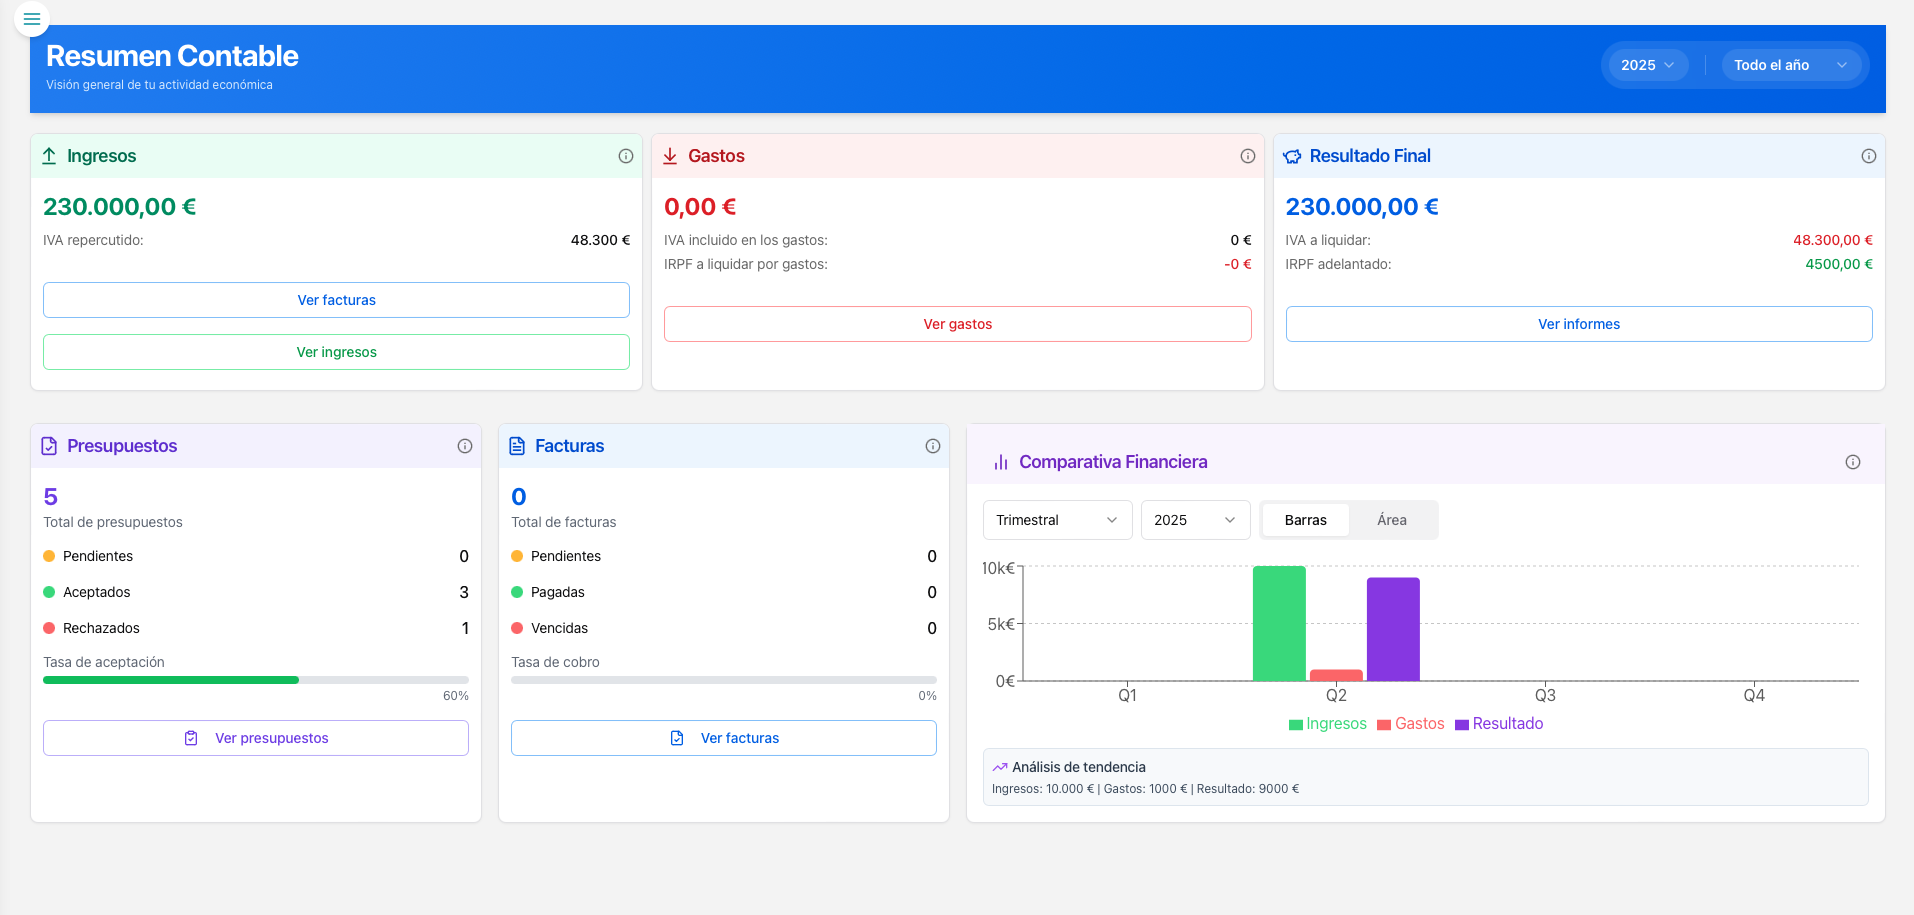 Resumen Contable
Visión general de tu actividad económica
2025
Todo el año
Ingresos
230.000,00 €
IVA repercutido: 48.300 €
Ver facturas
Ver ingresos
Gastos
0,00 €
IVA incluido en los gastos: 0 €
IRPF a liquidar por gastos: -0 €
Ver gastos
Resultado Final
230.000,00 €
IVA a liquidar: 48.300,00 €
IRPF adelantado: 4500,00 €
Ver informes
Presupuestos
5
Total de presupuestos
Pendientes 0
Aceptados 3
Rechazados 1
Tasa de aceptación
60%
Ver presupuestos
Facturas
0
Total de facturas
Pendientes 0
Pagadas 0
Vencidas 0
Tasa de cobro
0%
Ver facturas
Comparativa Financiera
Trimestral
2025
Barras
Área
10k€
5k€
0€
Q1 Q2 Q3 Q4
Ingresos Gastos Resultado
Análisis de tendencia
Ingresos: 10.000 € | Gastos: 1000 € | Resultado: 9000 €